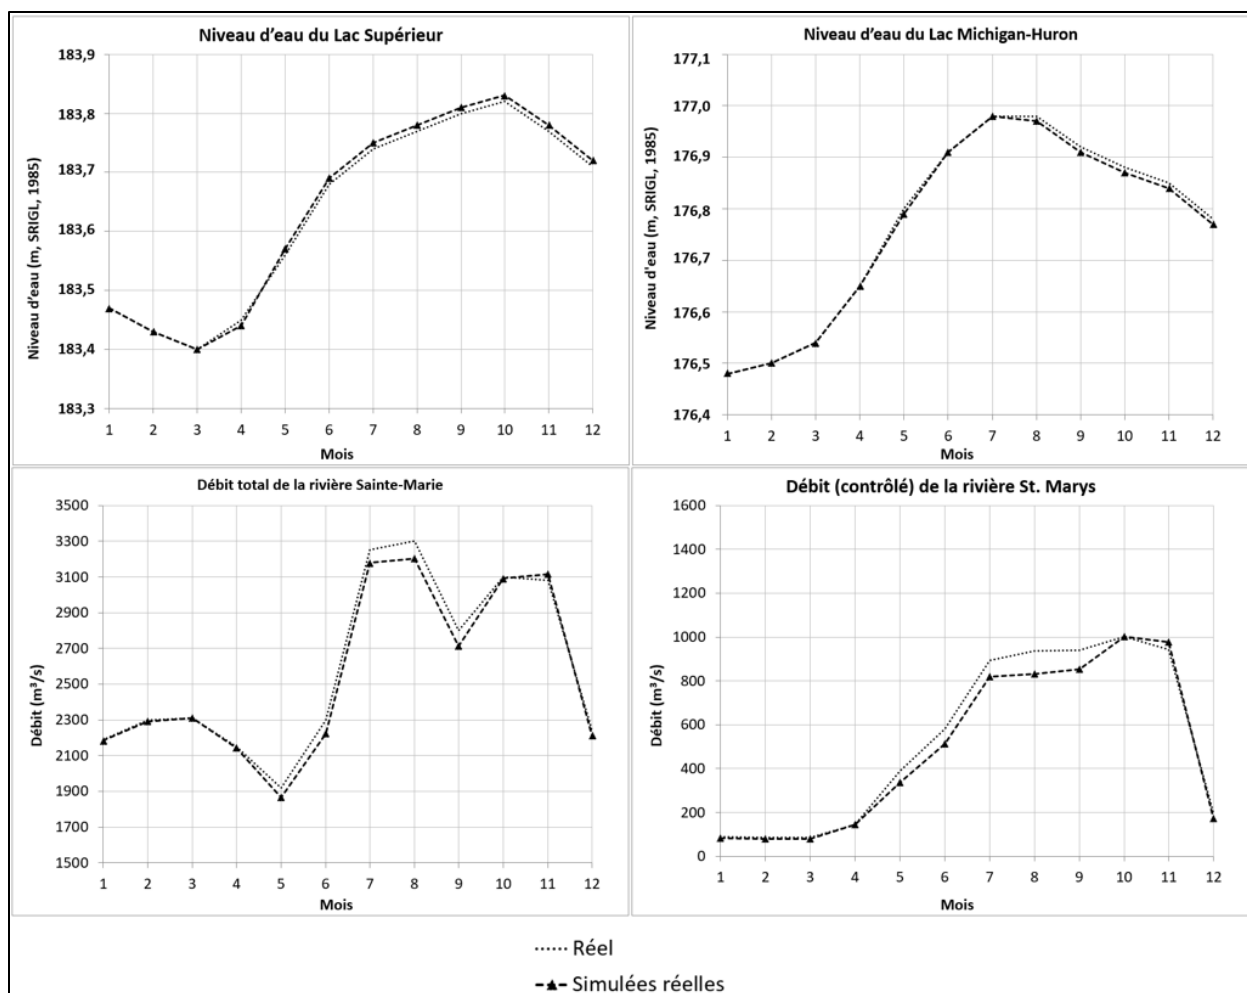 Niveau d'eau du Lac Supérieur
Niveau d'eau (m, SRIGL, 1985)
183,9
183,8
183,7
183,6
183,5
183,4
183,3
1 2 3 4 5 6 7 8 9 10 11 12
Mois
Niveau d'eau du Lac Michigan-Huron
Niveau d'eau (m, SRIGL, 1985)
177,1
177,0
176,9
176,8
176,7
176,6
176,5
176,4
1 2 3 4 5 6 7 8 9 10 11 12
Mois
Débit total de la rivière Sainte-Marie
Débit (m³/s)
3500
3300
3100
2900
2700
2500
2300
2100
1900
1700
1500
1 2 3 4 5 6 7 8 9 10 11 12
Mois
Débit (contrôlé) de la rivière St. Marys
Débit (m³/s)
1600
1400
1200
1000
800
600
400
200
0
1 2 3 4 5 6 7 8 9 10 11 12
Mois
Réel
Simulées réelles